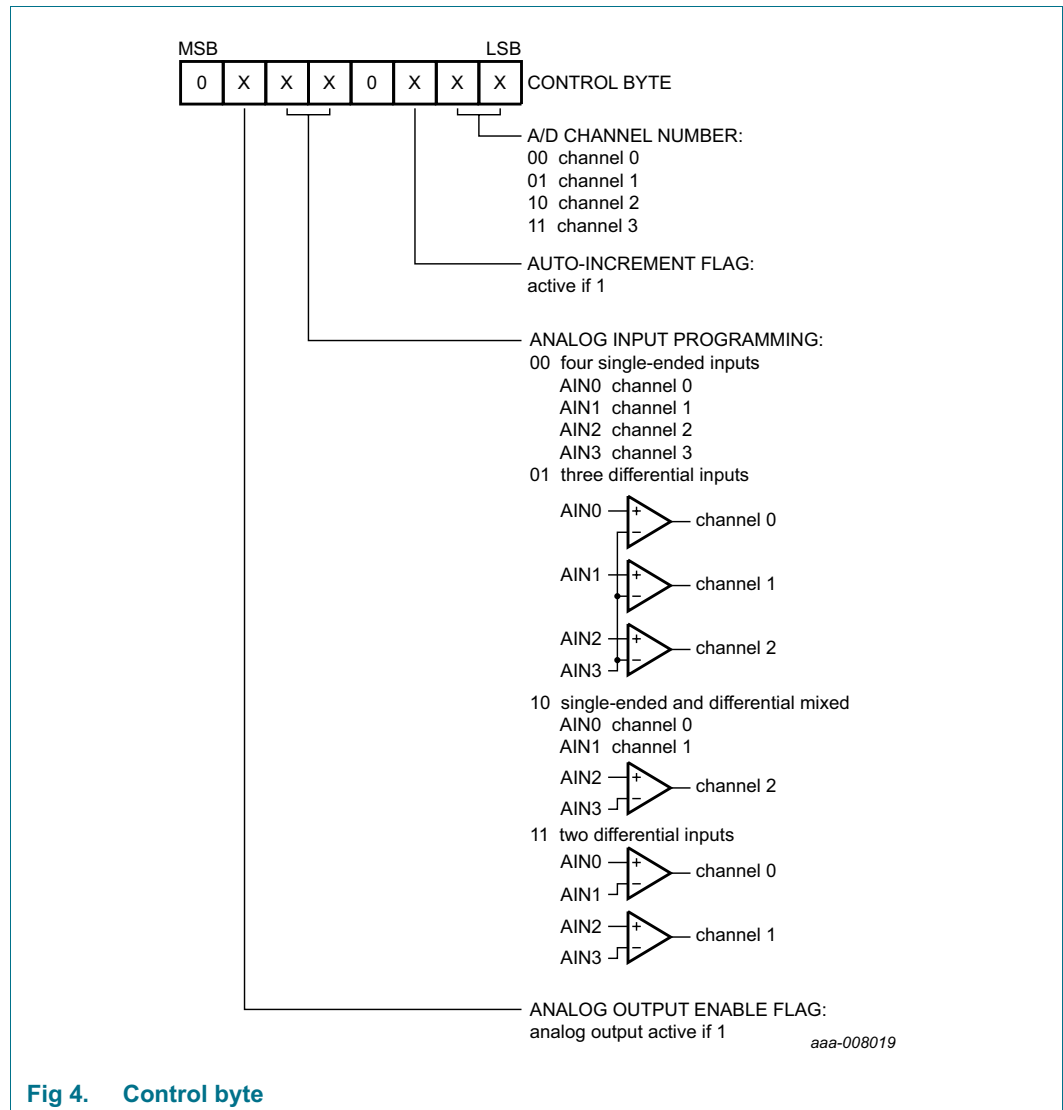 MSB LSB
0 X X X 0 X X X CONTROL BYTE
A/D CHANNEL NUMBER:
00 channel 0
01 channel 1
10 channel 2
11 channel 3
AUTO-INCREMENT FLAG:
active if 1
ANALOG INPUT PROGRAMMING:
00 four single-ended inputs
AIN0 channel 0
AIN1 channel 1
AIN2 channel 2
AIN3 channel 3
01 three differential inputs
AIN0 + channel 0
−
AIN1 + channel 1
−
AIN2 + channel 2
AIN3 −
10 single-ended and differential mixed
AIN0 channel 0
AIN1 channel 1
AIN2 + channel 2
AIN3 −
11 two differential inputs
AIN0 + channel 0
AIN1 −
AIN2 + channel 1
AIN3 −
ANALOG OUTPUT ENABLE FLAG:
analog output active if 1
aaa-008019
Fig 4. Control byte